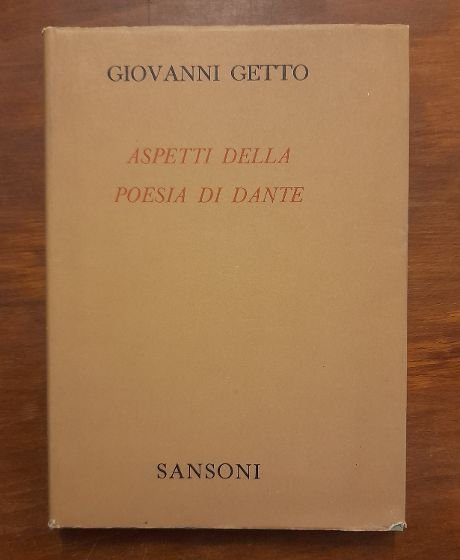 GIOVANNI GETTO
ASPETTI DELLA
POESIA DI DANTE
SANSONI